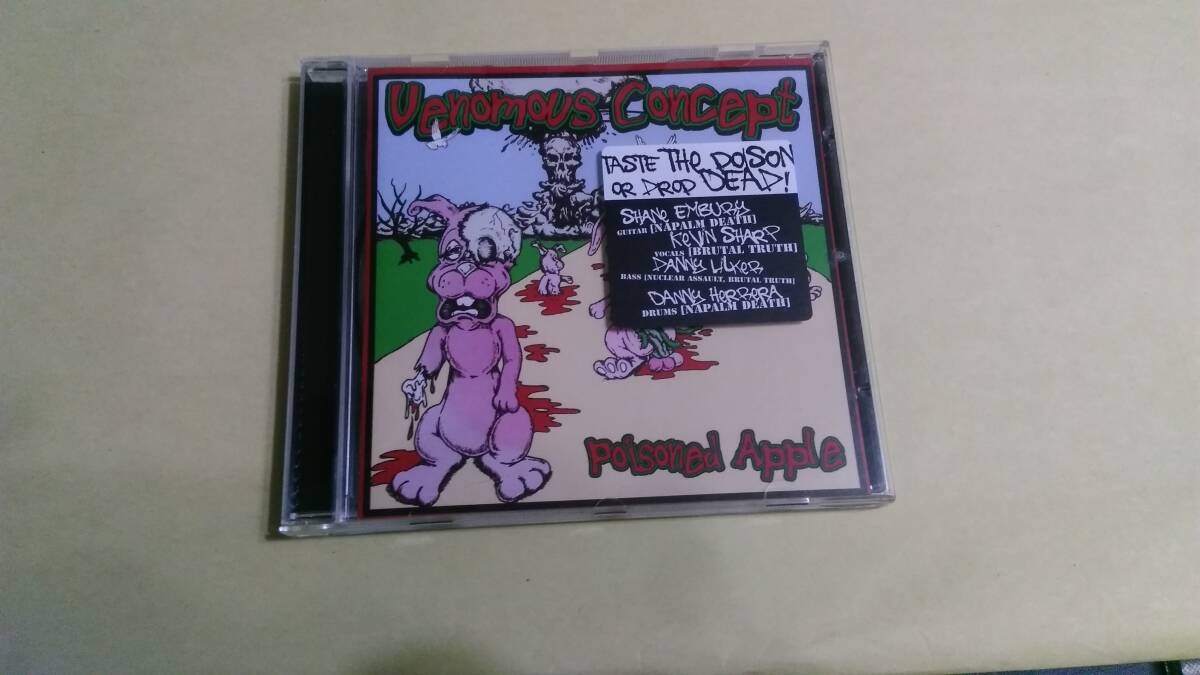 Venomous Concept
TASTE THE POISON
OR DROP DEAD!
SHANE EMBURY
GUITAR [NAPALM DEATH]
KEVIN SHARP
VOCALS [BRUTAL TRUTH]
DANNY LILKER
BASS [NUCLEAR ASSAULT, BRUTAL TRUTH]
DANNY HERRERA
DRUMS [NAPALM DEATH]
Poisoned Apple